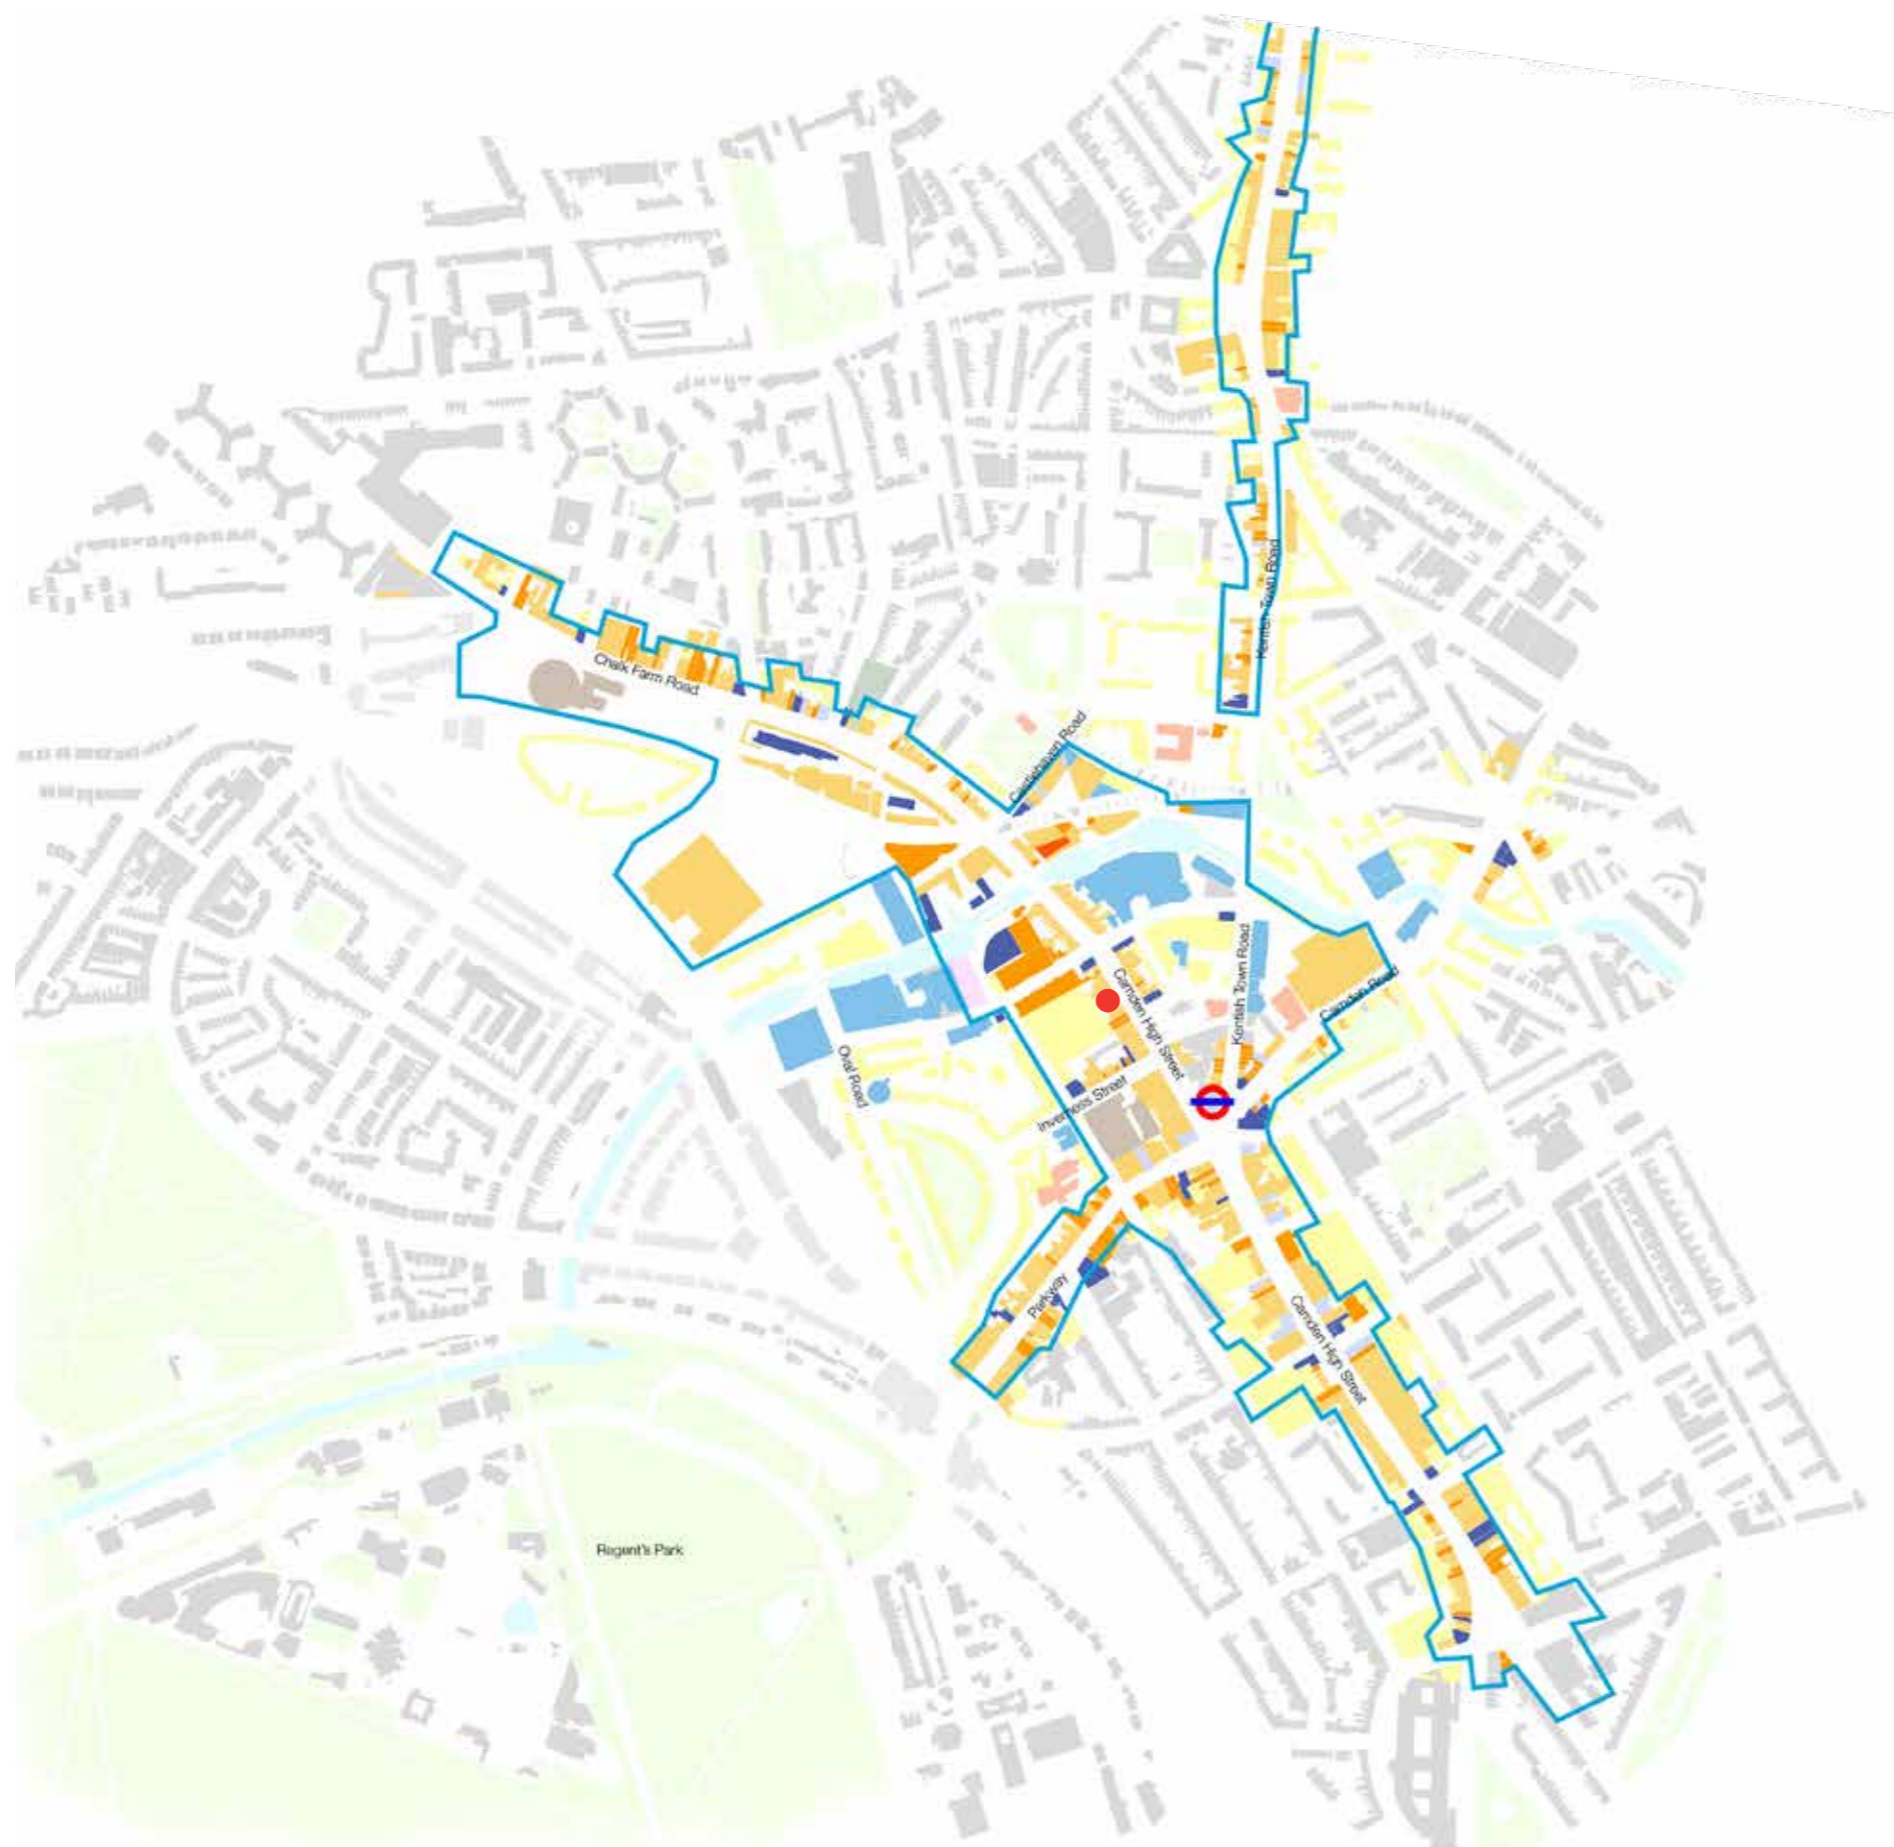 Kentish Town Road
Chalk Farm Road
Castlehaven Road
Kentish Town Road
Camden High Street
Camden Road
Oval Road
Inverness Street
Parkway
Camden High Street
Regent's Park